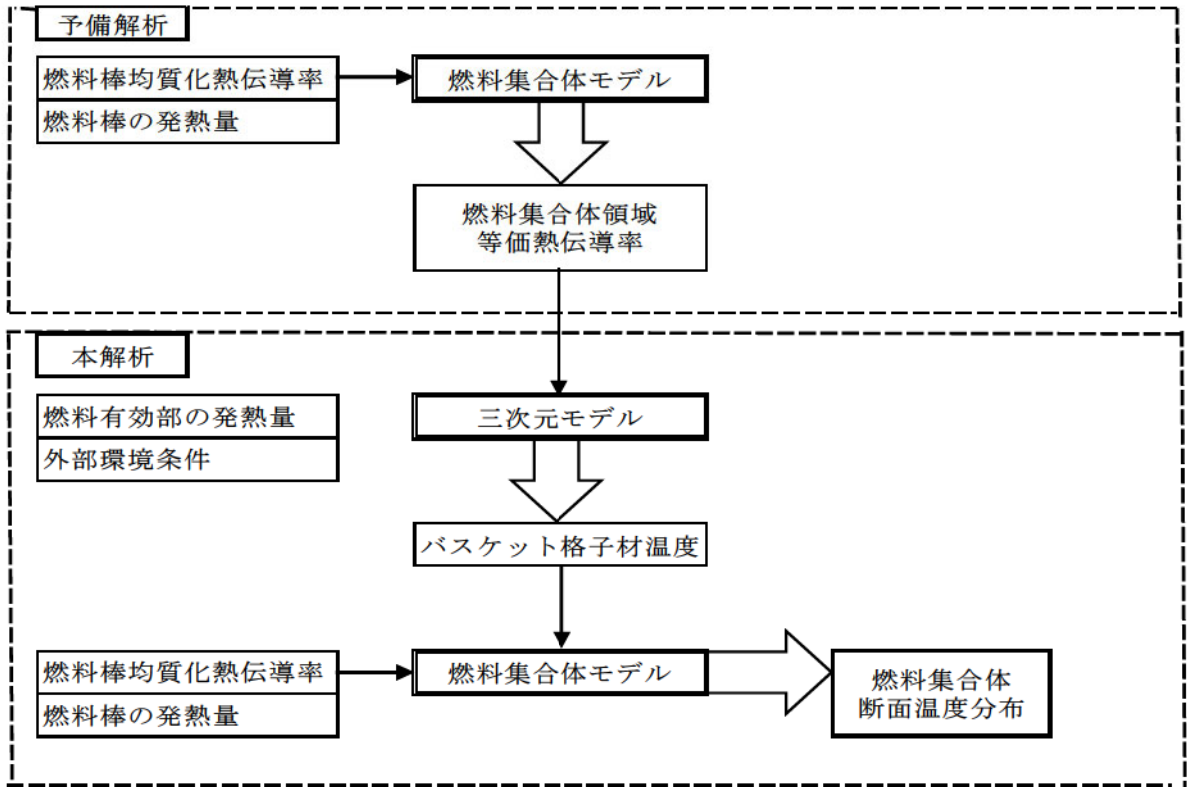 予備解析
燃料棒均質化熱伝導率
燃料棒の発熱量
燃料集合体モデル
燃料集合体領域
等価熱伝導率
本解析
燃料有効部の発熱量
外部環境条件
三次元モデル
バスケット格子材温度
燃料棒均質化熱伝導率
燃料棒の発熱量
燃料集合体モデル
燃料集合体
断面温度分布